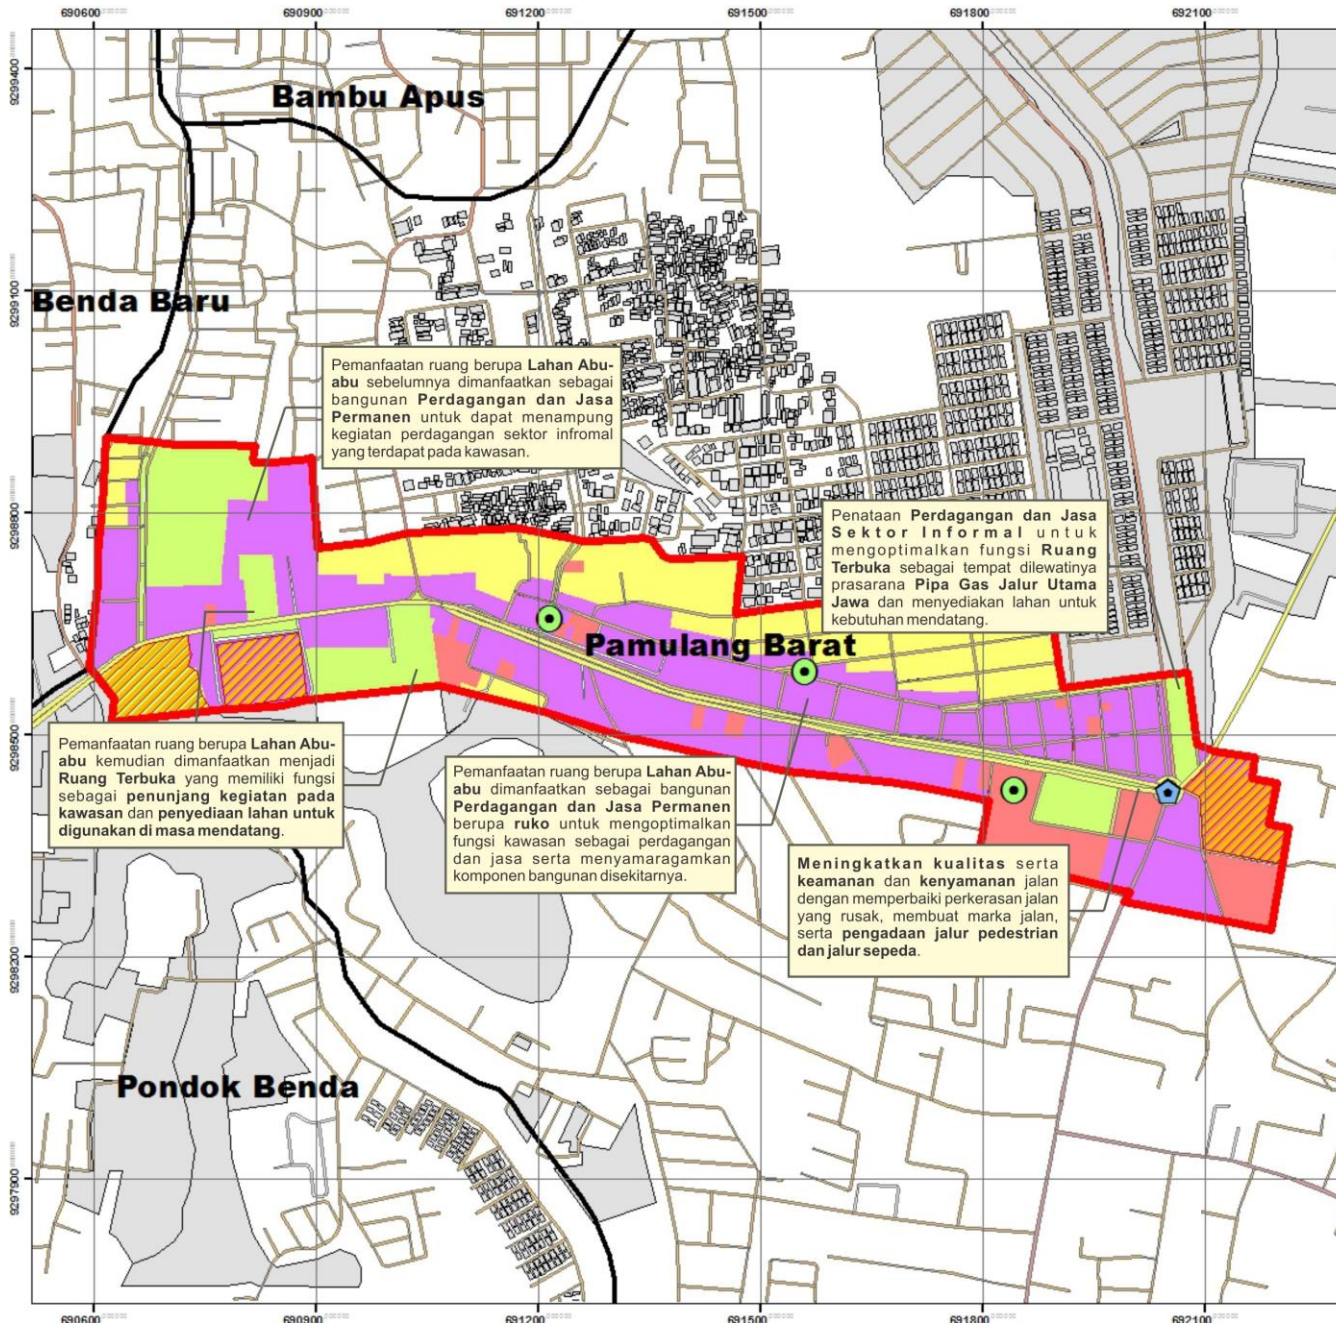 690600 690900 691200 691500 691800 692100
9299400
Bambu Apus
9299100
Benda Baru
Pemanfaatan ruang berupa Lahan Abu-
abu sebelumnya dimanfaatkan sebagai
bangunan Perdagangan dan Jasa
Permanen untuk dapat menampung
kegiatan perdagangan sektor infromal
yang terdapat pada kawasan.
9298800
Penataan Perdagangan dan Jasa
Sektor Informal untuk
mengoptimalkan fungsi Ruang
Terbuka sebagai tempat dilewatinya
prasarana Pipa Gas Jalur Utama
Jawa dan menyediakan lahan untuk
kebutuhan mendatang.
Pamulang Barat
9298500
Pemanfaatan ruang berupa Lahan Abu-
abu kemudian dimanfaatkan menjadi
Ruang Terbuka yang memiliki fungsi
sebagai penunjang kegiatan pada
kawasan dan penyediaan lahan untuk
digunakan di masa mendatang.
Pemanfaatan ruang berupa Lahan Abu-
abu dimanfaatkan sebagai bangunan
Perdagangan dan Jasa Permanen
berupa ruko untuk mengoptimalkan
fungsi kawasan sebagai perdagangan
dan jasa serta menyamaragamkan
komponen bangunan disekitarnya.
Meningkatkan kualitas serta
keamanan dan kenyamanan jalan
dengan memperbaiki perkerasan jalan
yang rusak, membuat marka jalan,
serta pengadaan jalur pedestrian
dan jalur sepeda.
9298200
Pondok Benda
9297900
690600 690900 691200 691500 691800 692100